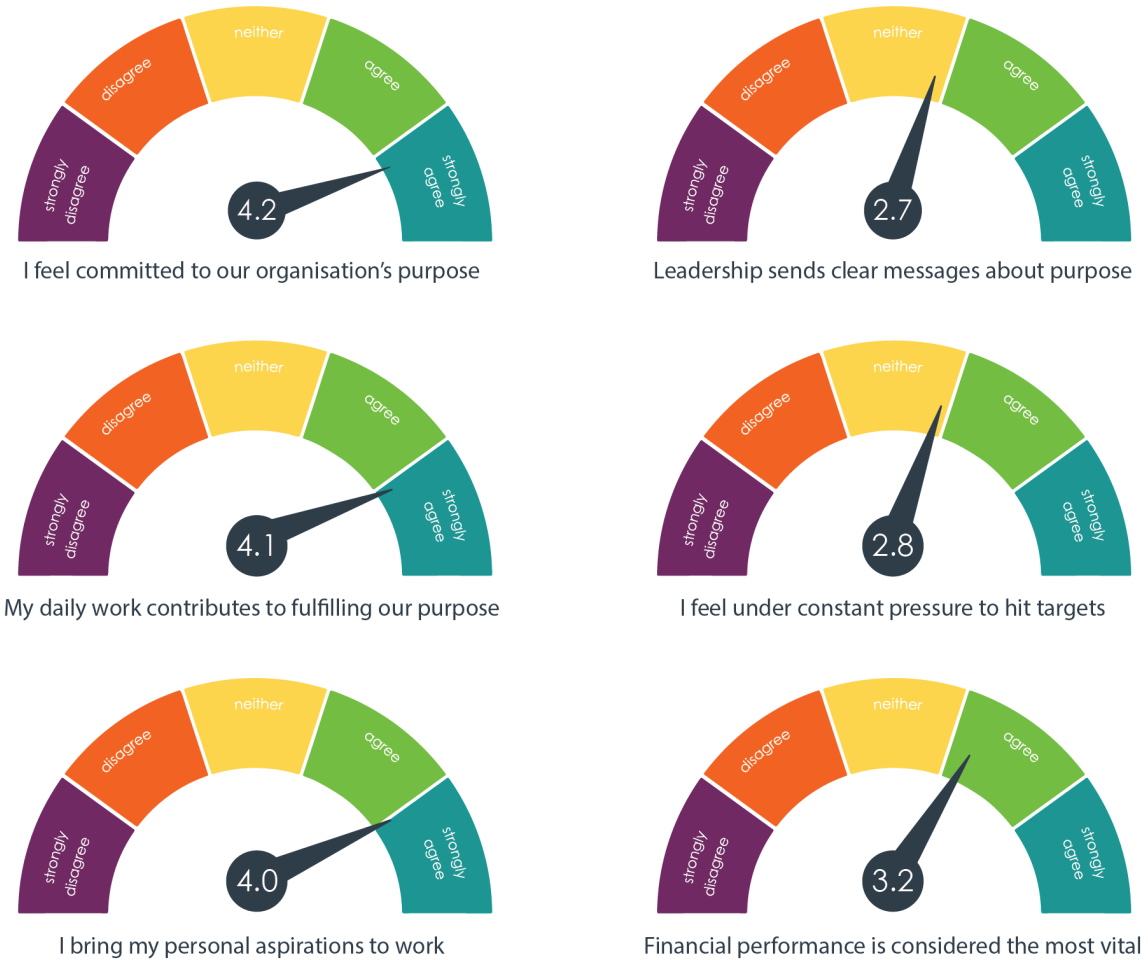 strongly
disagree
disagree
neither
agree
strongly
agree
4.2
I feel committed to our organisation’s purpose
strongly
disagree
disagree
neither
agree
strongly
agree
2.7
Leadership sends clear messages about purpose
strongly
disagree
disagree
neither
agree
strongly
agree
4.1
My daily work contributes to fulfilling our purpose
strongly
disagree
disagree
neither
agree
strongly
agree
2.8
I feel under constant pressure to hit targets
strongly
disagree
disagree
neither
agree
strongly
agree
4.0
I bring my personal aspirations to work
strongly
disagree
disagree
neither
agree
strongly
agree
3.2
Financial performance is considered the most vital